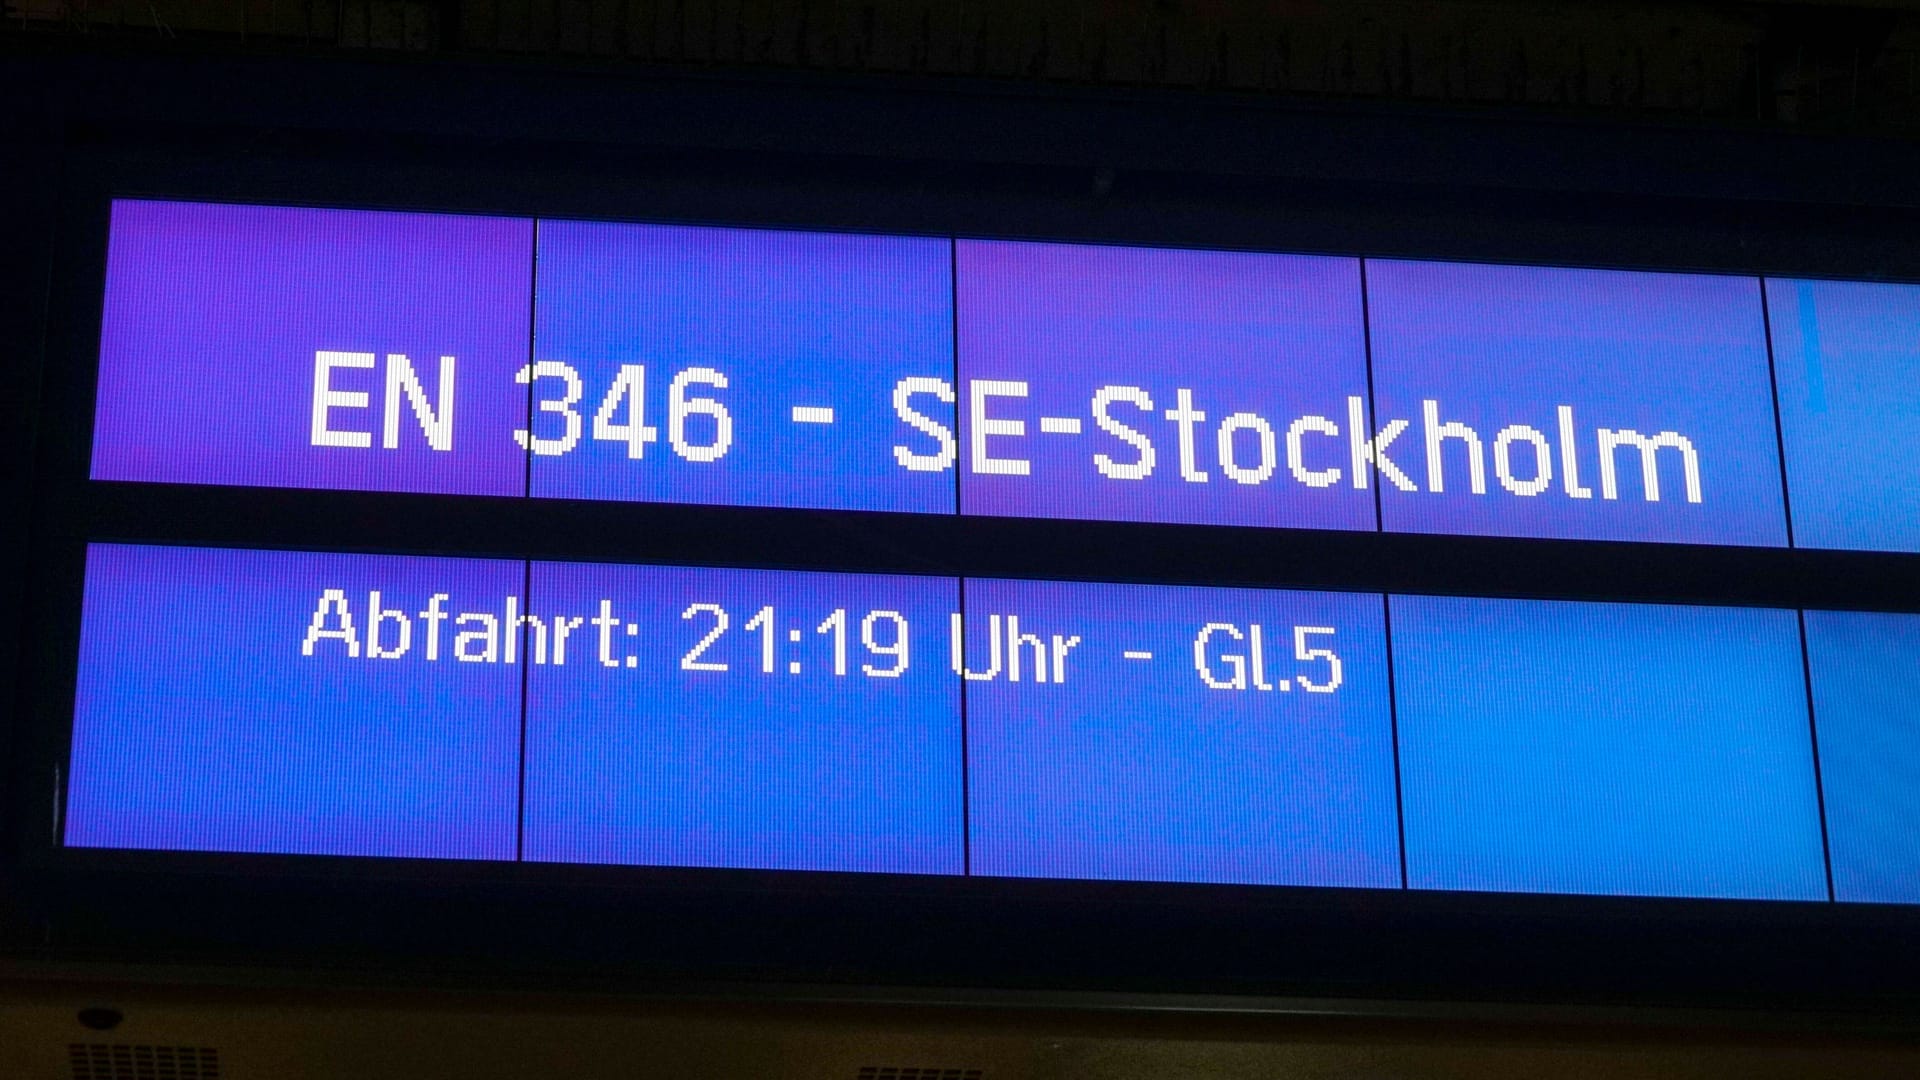 EN 346 - SE-Stockholm
Abfahrt: 21:19 Uhr - Gl.5